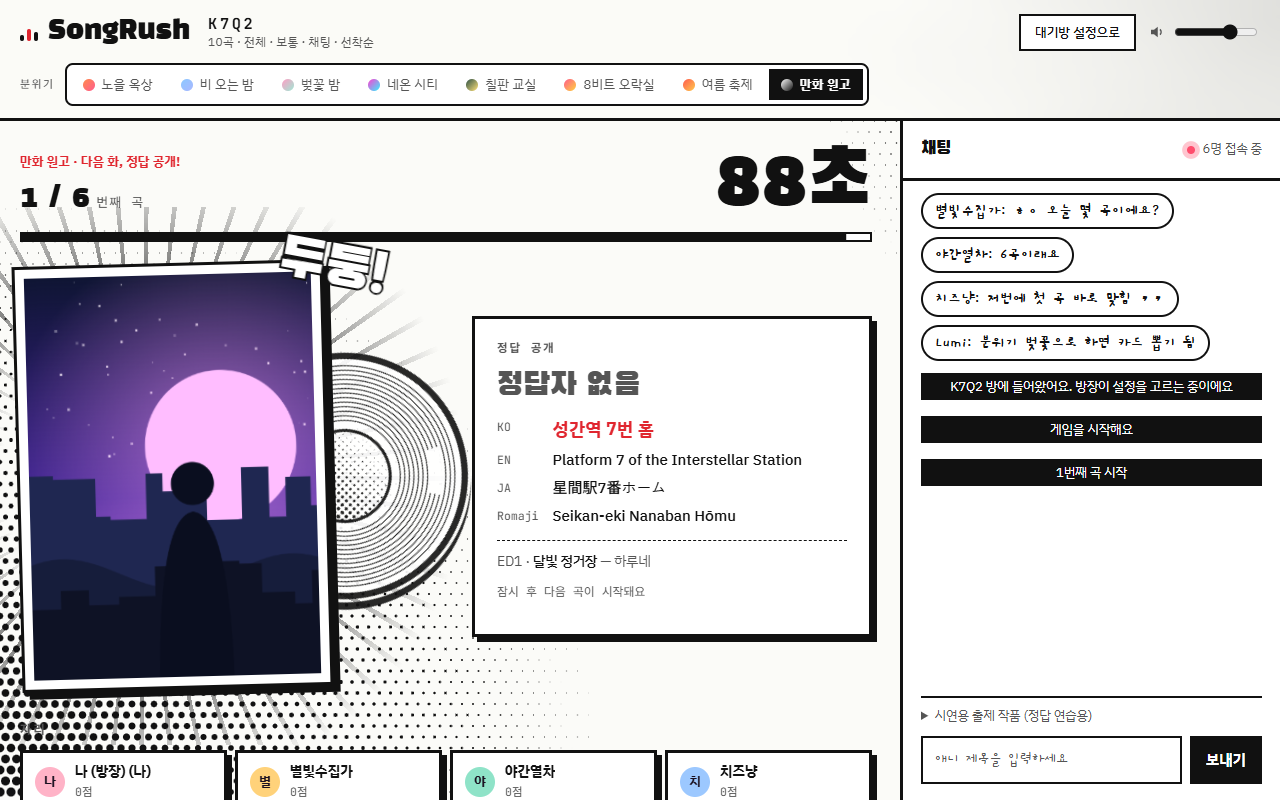 SongRush
K7Q2
10곡 · 전체 · 보통 · 채팅 · 선착순
대기방 설정으로
분위기
노을 옥상
비 오는 밤
벚꽃 밤
네온 시티
칠판 교실
8비트 오락실
여름 축제
만화 원고
만화 원고 · 다음 화, 정답 공개!
1 / 6 번째 곡
88초
두둥!
정답 공개
정답자 없음
KO 성간역 7번 홈
EN Platform 7 of the Interstellar Station
JA 星間駅7番ホーム
Romaji Seikan-eki Nanaban Hōmu
ED1 · 달빛 정거장 — 하루네
잠시 후 다음 곡이 시작돼요
나
나 (방장) (나)
0점
별
별빛수집가
0점
야
야간열차
0점
치
치즈냥
0점
채팅
6명 접속 중
별빛수집가: ㅎㅇ 오늘 몇 곡이에요?
야간열차: 6곡이래요
치즈냥: 저번에 첫 곡 바로 맞힘 ㅋㅋ
Lumi: 분위기 벚꽃으로 하면 카드 뽑기 됨
K7Q2 방에 들어왔어요. 방장이 설정을 고르는 중이에요
게임을 시작해요
1번째 곡 시작
시연용 출제 작품 (정답 연습용)
애니 제목을 입력하세요
보내기